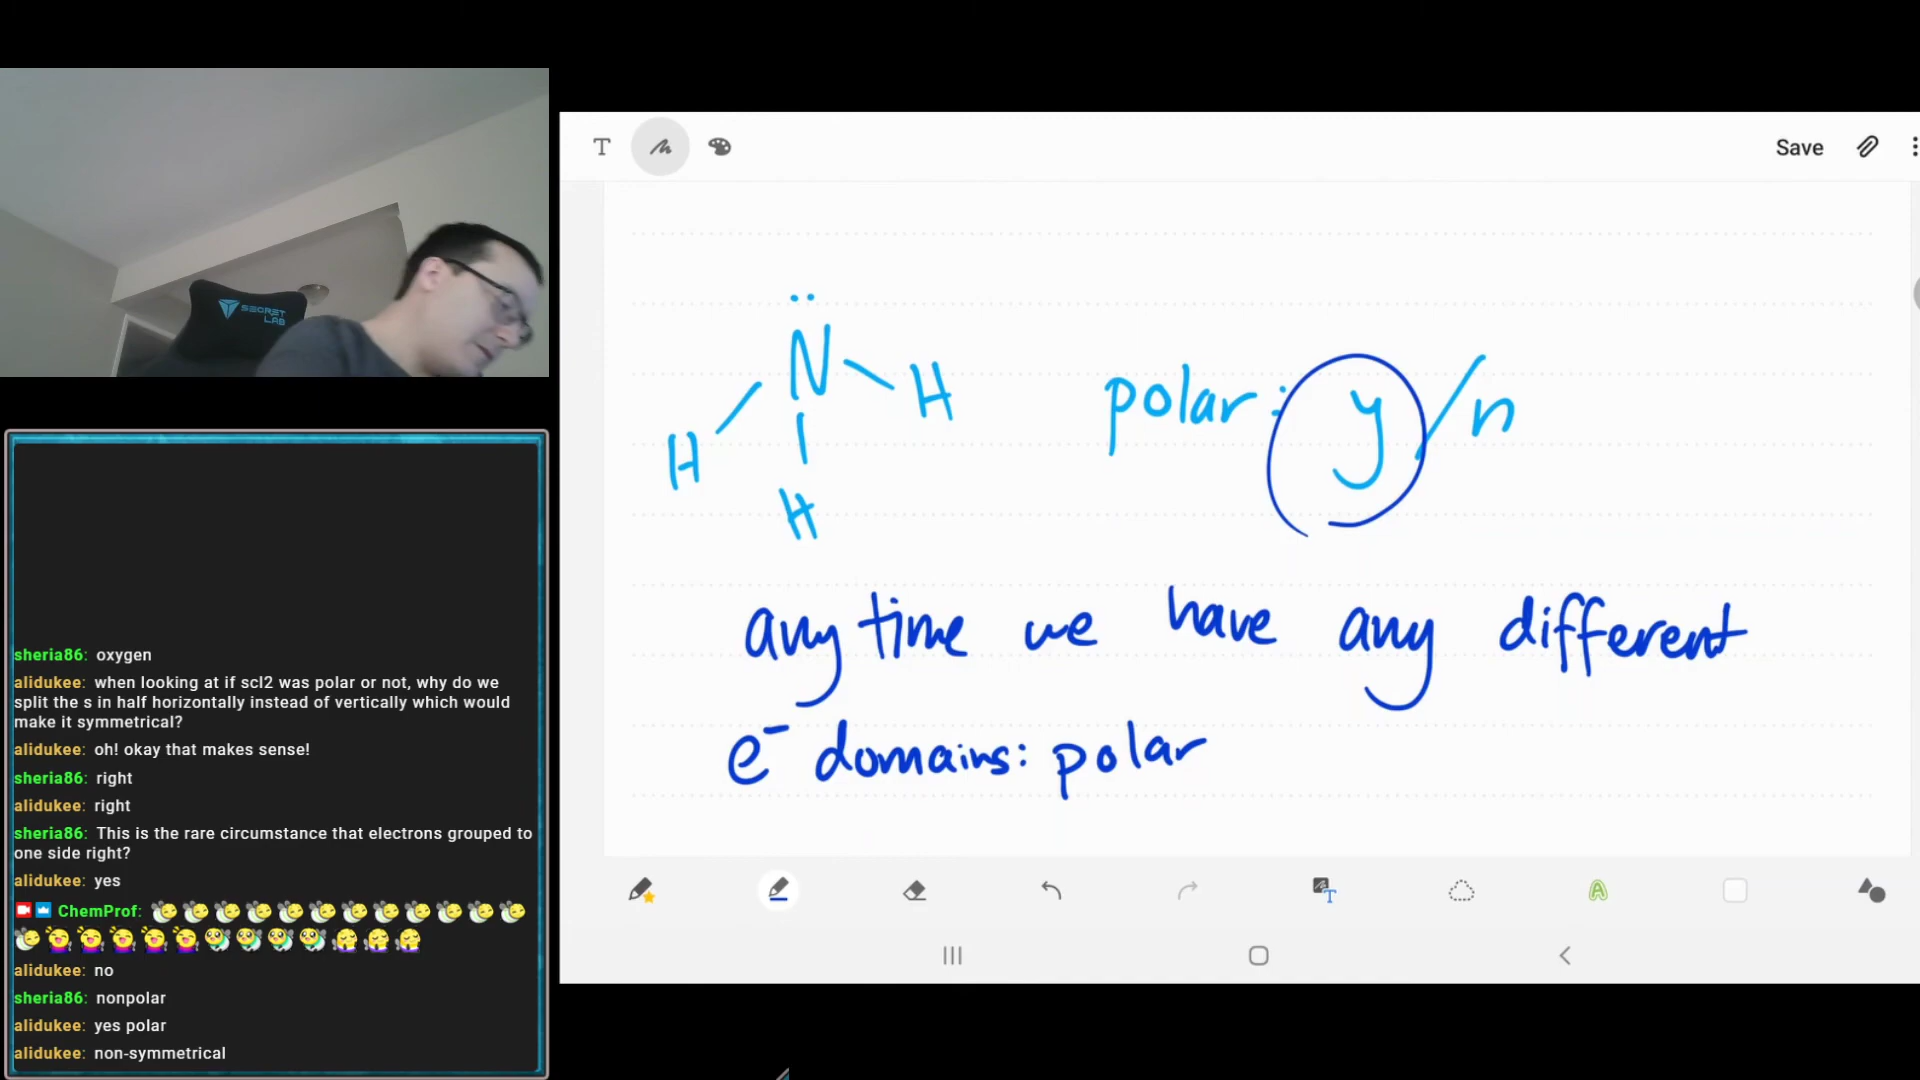 T
Save
SECRET
LAB
N
H
H
H
polar: y/n
anytime we have any different
e⁻ domains: polar
sheria86: oxygen
alidukee: when looking at if scl2 was polar or not, why do we
split the s in half horizontally instead of vertically which would
make it symmetrical?
alidukee: oh! okay that makes sense!
sheria86: right
alidukee: right
sheria86: This is the rare circumstance that electrons grouped to
one side right?
alidukee: yes
ChemProf:
alidukee: no
sheria86: nonpolar
alidukee: yes polar
alidukee: non-symmetrical
T
A